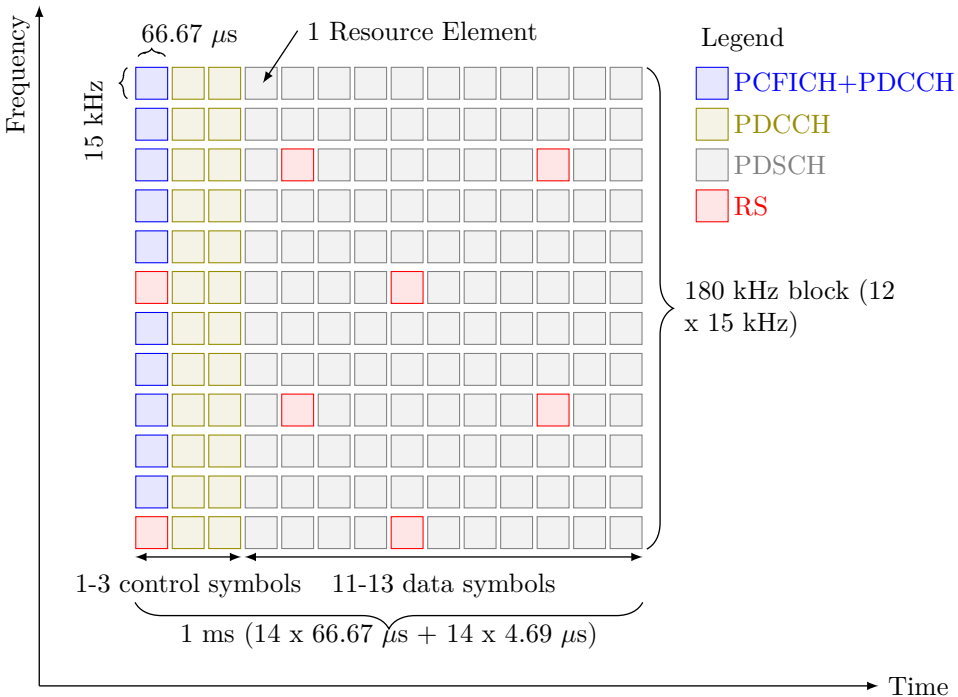 Frequency
66.67 μs
1 Resource Element
15 kHz
Legend
PCFICH+PDCCH
PDCCH
PDSCH
RS
180 kHz block (12
x 15 kHz)
1-3 control symbols
11-13 data symbols
1 ms (14 x 66.67 μs + 14 x 4.69 μs)
Time